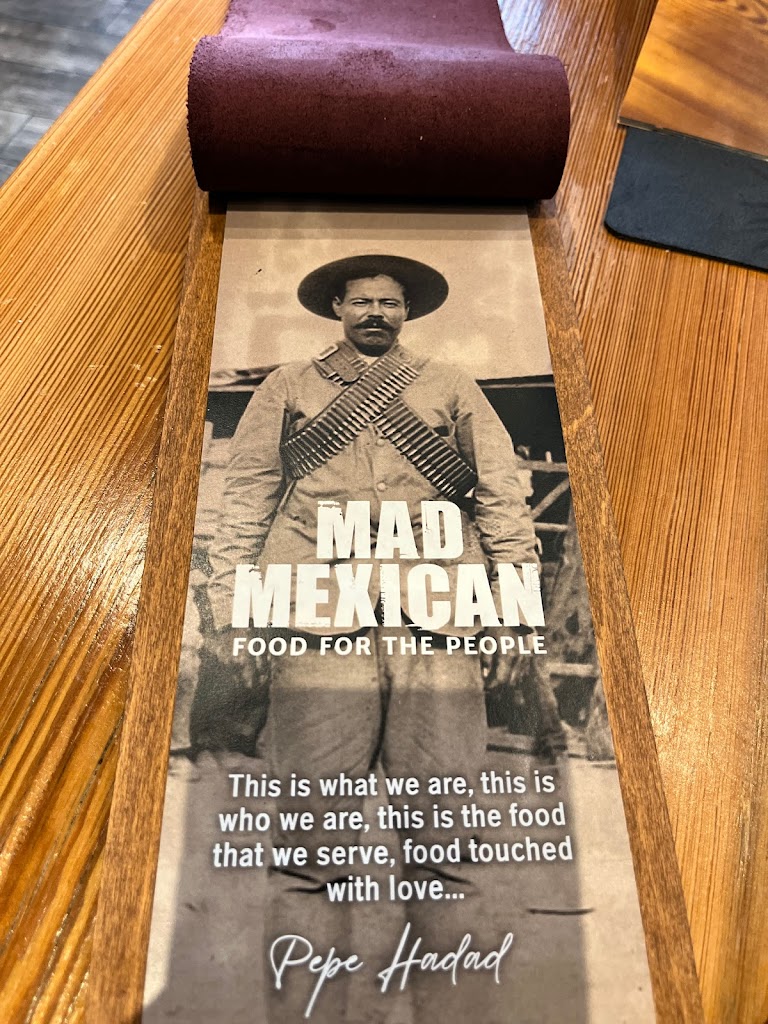 MAD
MEXICAN
FOOD FOR THE PEOPLE
This is what we are, this is
who we are, this is the food
that we serve, food touched
with love...
Pepe Hadad